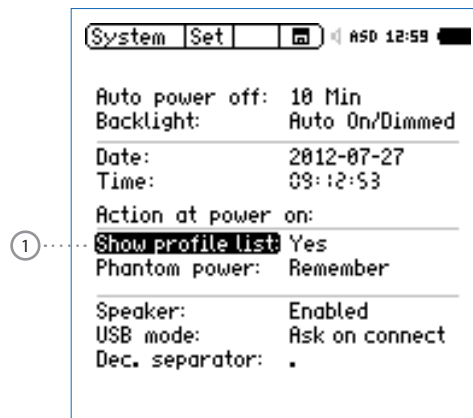 System Set A5D 12:59
Auto power off: 10 Min
Backlight: Auto On/Dimmed
Date: 2012-07-27
Time: 09:12:53
Action at power on:
1 Show profile list: Yes
Phantom power: Remember
Speaker: Enabled
USB mode: Ask on connect
Dec. separator: .